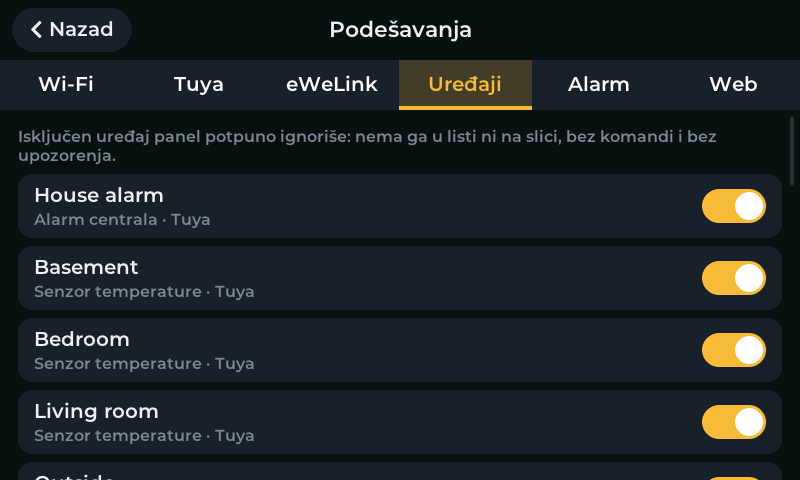 Nazad
Podešavanja
Wi-Fi
Tuya
eWeLink
Uređaji
Alarm
Web
Isključen uređaj panel potpuno ignoriše: nema ga u listi ni na slici, bez komandi i bez
upozorenja.
House alarm
Alarm centrala · Tuya
Basement
Senzor temperature · Tuya
Bedroom
Senzor temperature · Tuya
Living room
Senzor temperature · Tuya